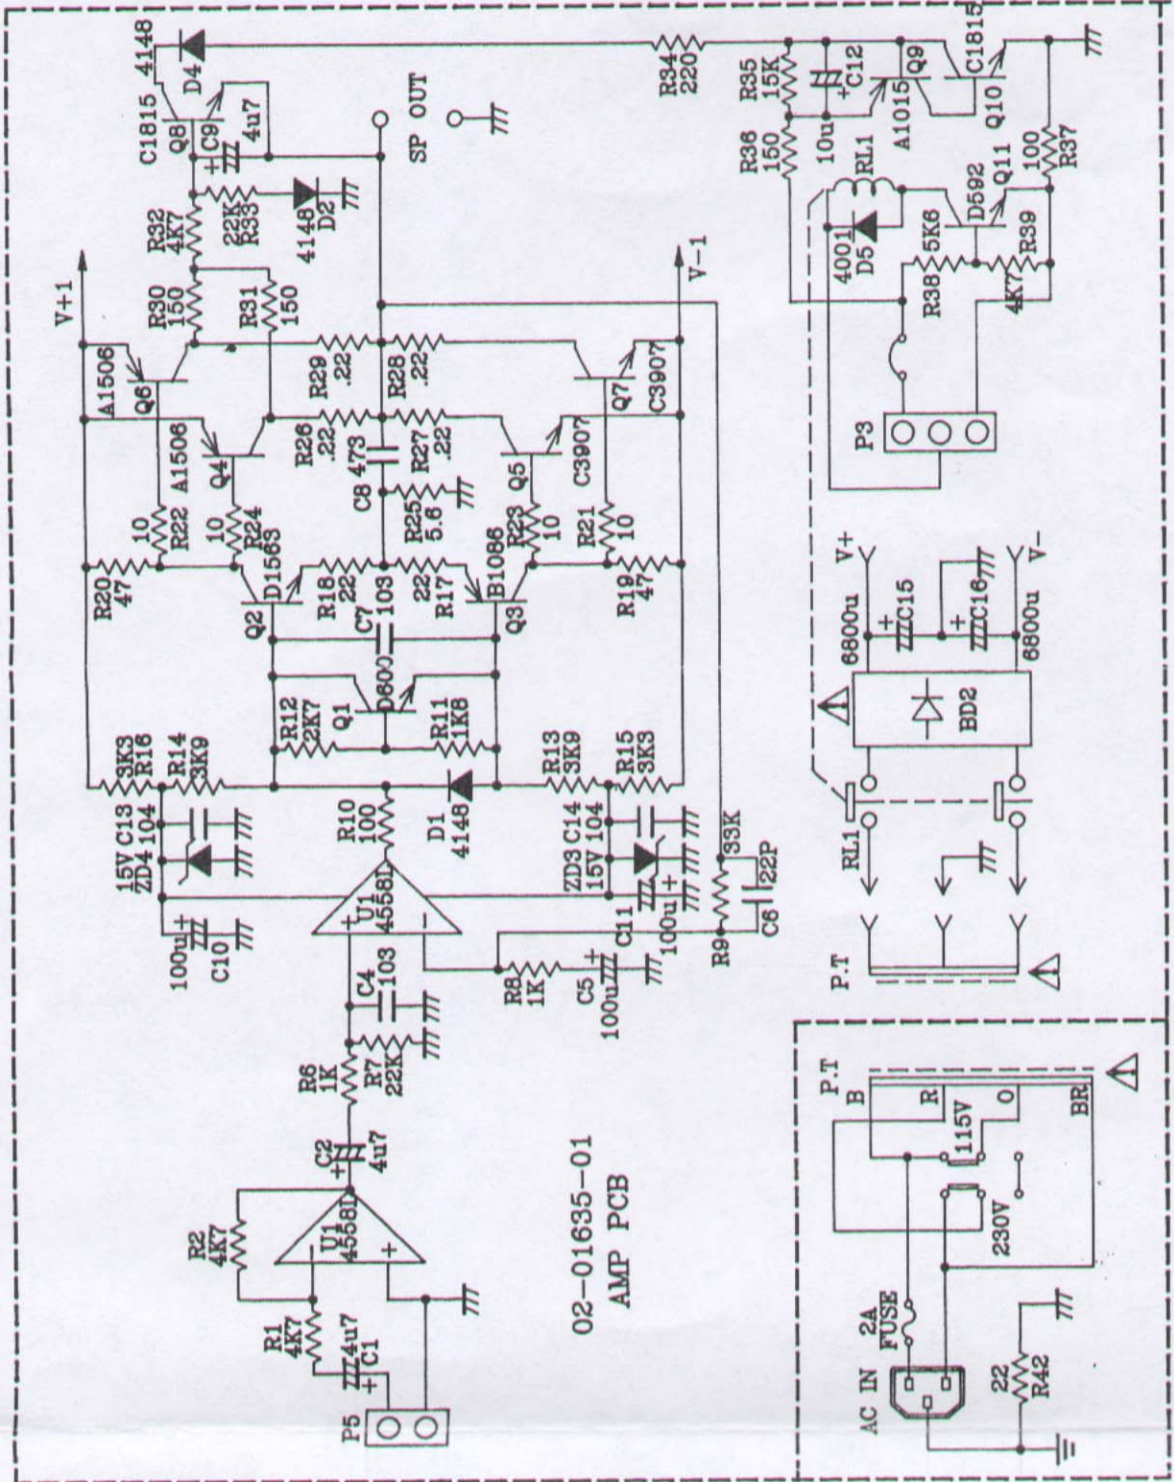 P5
4u7
C1
R1
4K7
R2
4K7
U1
4558D
C2
4u7
R6
1K
R7
22K
C4
103
U1
4558D
R8
1K
C5
100u
R9
33K
22P
C6
100u
C10
15V
ZD4
C13
104
3K3
R16
R14
3K9
R10
100
D1
4148
R13
3K9
R15
3K3
ZD3
15V
C14
104
C11
100u
R12
2K7
Q1
D600
R11
1K8
R20
47
Q2
D1563
R18
22
C7
103
22
R17
Q3
B1086
R19
47
10
R22
10
R24
C8
473
R25
5.6
R23
10
R21
10
V+1
A1506
Q6
A1506
Q4
R29
.22
R26
.22
R28
.22
R27
.22
Q5
C3907
Q7
C3907
V-1
R30
150
R31
150
R32
4K7
22K
R33
4148
D2
C1815
Q8
C9
4u7
4148
D4
SP OUT
R34
220
R35
15K
R36
150
10u
C12
A1015
Q9
C1815
Q10
RL1
4001
D5
D592
Q11
100
R37
R38
5K6
4K7
R39
P3
V+
6800u
C15
C16
6800u
V-
BD2
RL1
P.T
02-01635-01
AMP PCB
AC IN
2A
FUSE
22
R42
230V
115V
P.T
B
R
O
BR